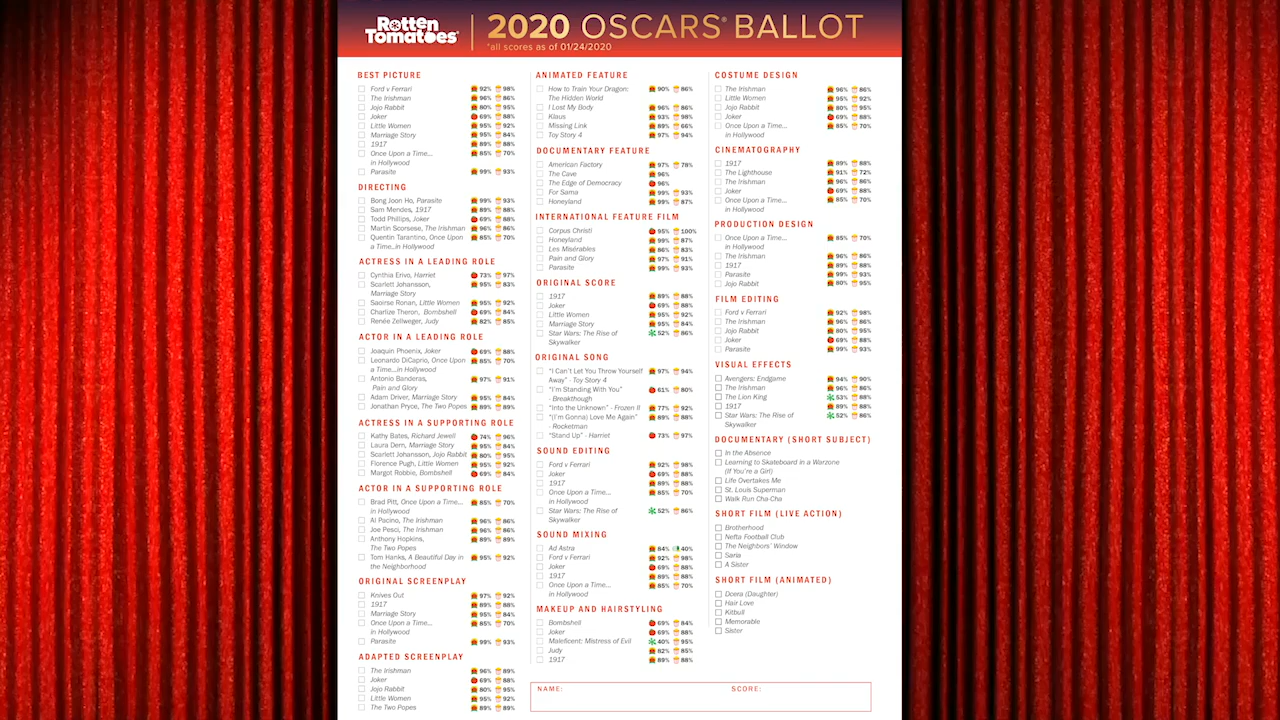 Rotten Tomatoes®
2020 OSCARS® BALLOT
*all scores as of 01/24/2020
BEST PICTURE
Ford v Ferrari 92% 98%
The Irishman 96% 86%
Jojo Rabbit 80% 95%
Joker 69% 88%
Little Women 95% 92%
Marriage Story 95% 84%
1917 89% 88%
Once Upon a Time... 85% 70%
in Hollywood
Parasite 99% 93%
DIRECTING
Bong Joon Ho, Parasite 99% 93%
Sam Mendes, 1917 89% 88%
Todd Phillips, Joker 69% 88%
Martin Scorsese, The Irishman 96% 86%
Quentin Tarantino, Once Upon 85% 70%
a Time...in Hollywood
ACTRESS IN A LEADING ROLE
Cynthia Erivo, Harriet 73% 97%
Scarlett Johansson, 95% 83%
Marriage Story
Saoirse Ronan, Little Women 95% 92%
Charlize Theron, Bombshell 69% 84%
Renée Zellweger, Judy 82% 85%
ACTOR IN A LEADING ROLE
Joaquin Phoenix, Joker 69% 88%
Leonardo DiCaprio, Once Upon 85% 70%
a Time...in Hollywood
Antonio Banderas, 97% 91%
Pain and Glory
Adam Driver, Marriage Story 95% 84%
Jonathan Pryce, The Two Popes 89% 89%
ACTRESS IN A SUPPORTING ROLE
Kathy Bates, Richard Jewell 74% 96%
Laura Dern, Marriage Story 95% 84%
Scarlett Johansson, Jojo Rabbit 80% 95%
Florence Pugh, Little Women 95% 92%
Margot Robbie, Bombshell 69% 84%
ACTOR IN A SUPPORTING ROLE
Brad Pitt, Once Upon a Time... 85% 70%
in Hollywood
Al Pacino, The Irishman 96% 86%
Joe Pesci, The Irishman 96% 86%
Anthony Hopkins, 89% 89%
The Two Popes
Tom Hanks, A Beautiful Day in 95% 92%
the Neighborhood
ORIGINAL SCREENPLAY
Knives Out 97% 92%
1917 89% 88%
Marriage Story 95% 84%
Once Upon a Time... 85% 70%
in Hollywood
Parasite 99% 93%
ADAPTED SCREENPLAY
The Irishman 96% 89%
Joker 69% 88%
Jojo Rabbit 80% 95%
Little Women 95% 92%
The Two Popes 89% 89%
ANIMATED FEATURE
How to Train Your Dragon: 90% 86%
The Hidden World
I Lost My Body 96% 86%
Klaus 93% 98%
Missing Link 89% 66%
Toy Story 4 97% 94%
DOCUMENTARY FEATURE
American Factory 97% 78%
The Cave 96%
The Edge of Democracy 96%
For Sama 99% 93%
Honeyland 99% 87%
INTERNATIONAL FEATURE FILM
Corpus Christi 95% 100%
Honeyland 99% 87%
Les Misérables 86% 83%
Pain and Glory 97% 91%
Parasite 99% 93%
ORIGINAL SCORE
1917 89% 88%
Joker 69% 88%
Little Women 95% 92%
Marriage Story 95% 84%
Star Wars: The Rise of 52% 86%
Skywalker
ORIGINAL SONG
"I Can't Let You Throw Yourself 97% 94%
Away" - Toy Story 4
"I'm Standing With You" 61% 80%
- Breakthrough
"Into the Unknown" - Frozen II 77% 92%
"(I'm Gonna) Love Me Again" 89% 88%
- Rocketman
"Stand Up" - Harriet 73% 97%
SOUND EDITING
Ford v Ferrari 92% 98%
Joker 69% 88%
1917 89% 88%
Once Upon a Time... 85% 70%
in Hollywood
Star Wars: The Rise of 52% 86%
Skywalker
SOUND MIXING
Ad Astra 84% 40%
Ford v Ferrari 92% 98%
Joker 69% 88%
1917 89% 88%
Once Upon a Time... 85% 70%
in Hollywood
MAKEUP AND HAIRSTYLING
Bombshell 69% 84%
Joker 69% 88%
Maleficent: Mistress of Evil 40% 95%
Judy 82% 85%
1917 89% 88%
COSTUME DESIGN
The Irishman 96% 86%
Little Women 95% 92%
Jojo Rabbit 80% 95%
Joker 69% 88%
Once Upon a Time... 85% 70%
in Hollywood
CINEMATOGRAPHY
1917 89% 88%
The Lighthouse 91% 72%
The Irishman 96% 86%
Joker 69% 88%
Once Upon a Time... 85% 70%
in Hollywood
PRODUCTION DESIGN
Once Upon a Time... 85% 70%
in Hollywood
The Irishman 96% 86%
1917 89% 88%
Parasite 99% 93%
Jojo Rabbit 80% 95%
FILM EDITING
Ford v Ferrari 92% 98%
The Irishman 96% 86%
Jojo Rabbit 80% 95%
Joker 69% 88%
Parasite 99% 93%
VISUAL EFFECTS
Avengers: Endgame 94% 90%
The Irishman 96% 86%
The Lion King 53% 88%
1917 89% 88%
Star Wars: The Rise of 52% 86%
Skywalker
DOCUMENTARY (SHORT SUBJECT)
In the Absence
Learning to Skateboard in a Warzone
(If You're a Girl)
Life Overtakes Me
St. Louis Superman
Walk Run Cha-Cha
SHORT FILM (LIVE ACTION)
Brotherhood
Nefta Football Club
The Neighbors' Window
Saria
A Sister
SHORT FILM (ANIMATED)
Dcera (Daughter)
Hair Love
Kitbull
Memorable
Sister
NAME: SCORE: